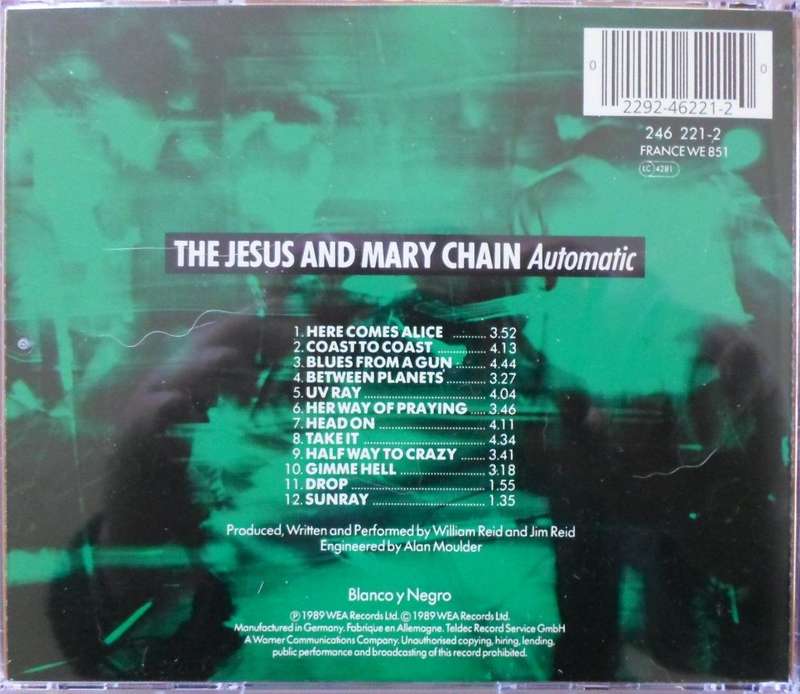 0 2292-46221-2 0
246 221-2
FRANCE WE 851
LC 4281
THE JESUS AND MARY CHAIN Automatic
1. HERE COMES ALICE .......... 3.52
2. COAST TO COAST .............. 4.13
3. BLUES FROM A GUN ......... 4.44
4. BETWEEN PLANETS ........... 3.27
5. UV RAY .............................. 4.04
6. HER WAY OF PRAYING .... 3.46
7. HEAD ON .......................... 4.11
8. TAKE IT .............................. 4.34
9. HALF WAY TO CRAZY ....... 3.41
10. GIMME HELL ..................... 3.18
11. DROP ................................. 1.55
12. SUNRAY ............................ 1.35
Produced, Written and Performed by William Reid and Jim Reid
Engineered by Alan Moulder
Blanco y Negro
℗ 1989 WEA Records Ltd. © 1989 WEA Records Ltd.
Manufactured in Germany. Fabriqué en Allemagne. Teldec Record Service GmbH
A Warner Communications Company. Unauthorised copying, hiring, lending,
public performance and broadcasting of this record prohibited.